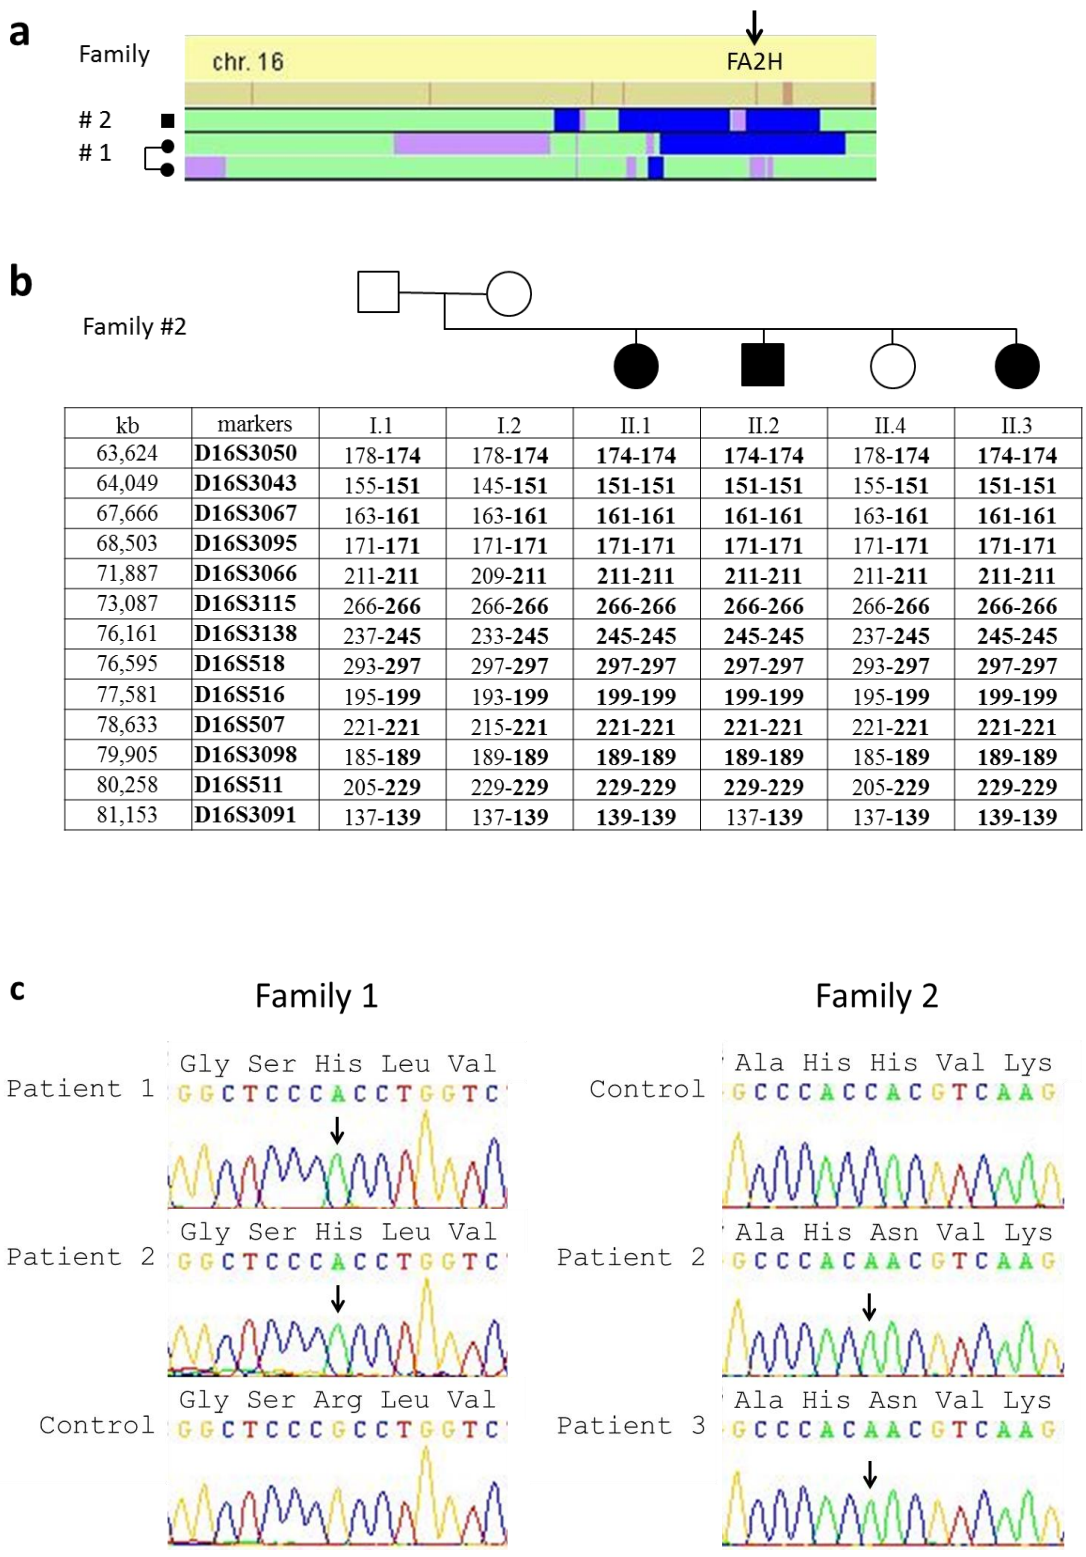 a
Family
chr. 16
FA2H
# 2
# 1
b
Family #2
kb markers I.1 I.2 II.1 II.2 II.4 II.3
63,624 D16S3050 178-174 178-174 174-174 174-174 178-174 174-174
64,049 D16S3043 155-151 145-151 151-151 151-151 155-151 151-151
67,666 D16S3067 163-161 163-161 161-161 161-161 163-161 161-161
68,503 D16S3095 171-171 171-171 171-171 171-171 171-171 171-171
71,887 D16S3066 211-211 209-211 211-211 211-211 211-211 211-211
73,087 D16S3115 266-266 266-266 266-266 266-266 266-266 266-266
76,161 D16S3138 237-245 233-245 245-245 245-245 237-245 245-245
76,595 D16S518 293-297 297-297 297-297 297-297 293-297 297-297
77,581 D16S516 195-199 193-199 199-199 199-199 195-199 199-199
78,633 D16S507 221-221 215-221 221-221 221-221 221-221 221-221
79,905 D16S3098 185-189 189-189 189-189 189-189 185-189 189-189
80,258 D16S511 205-229 229-229 229-229 229-229 205-229 229-229
81,153 D16S3091 137-139 137-139 139-139 137-139 137-139 139-139
c
Family 1
Gly Ser His Leu Val
Patient 1 GGCTCCCACCTGGTC
Gly Ser His Leu Val
Patient 2 GGCTCCCACCTGGTC
Gly Ser Arg Leu Val
Control GGCTCCCGCCTGGTC
Family 2
Ala His His Val Lys
Control GCCCACCACGTCAAG
Ala His Asn Val Lys
Patient 2 GCCCACAACGTCAAG
Ala His Asn Val Lys
Patient 3 GCCCACAACGTCAAG